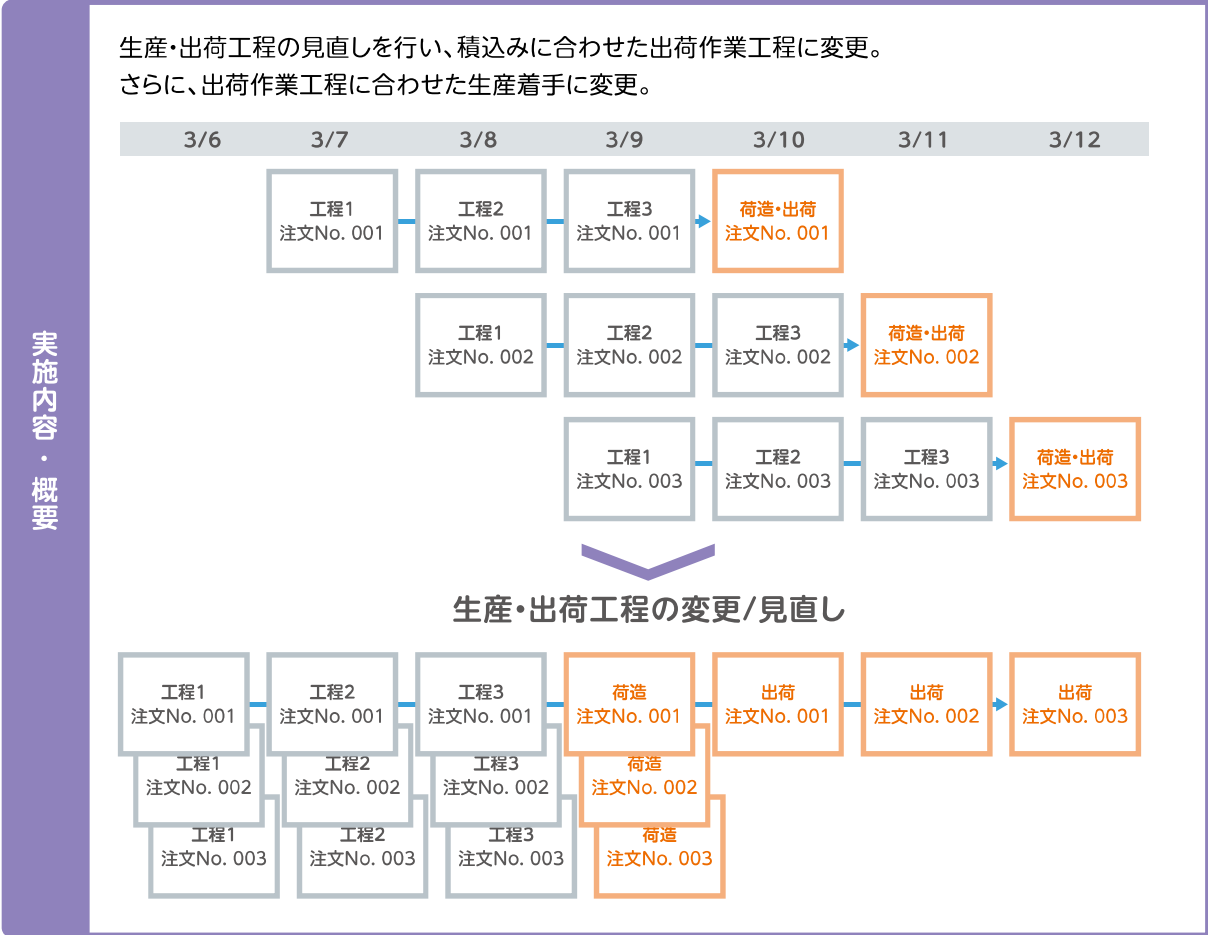 実施内容・概要
生産・出荷工程の見直しを行い、積込みに合わせた出荷作業工程に変更。
さらに、出荷作業工程に合わせた生産着手に変更。
3/6 3/7 3/8 3/9 3/10 3/11 3/12
工程1
注文No. 001
工程2
注文No. 001
工程3
注文No. 001
荷造・出荷
注文No. 001
工程1
注文No. 002
工程2
注文No. 002
工程3
注文No. 002
荷造・出荷
注文No. 002
工程1
注文No. 003
工程2
注文No. 003
工程3
注文No. 003
荷造・出荷
注文No. 003
生産・出荷工程の変更/見直し
工程1
注文No. 001
工程2
注文No. 001
工程3
注文No. 001
荷造
注文No. 001
出荷
注文No. 001
出荷
注文No. 002
出荷
注文No. 003
工程1
注文No. 002
工程2
注文No. 002
工程3
注文No. 002
荷造
注文No. 002
工程1
注文No. 003
工程2
注文No. 003
工程3
注文No. 003
荷造
注文No. 003